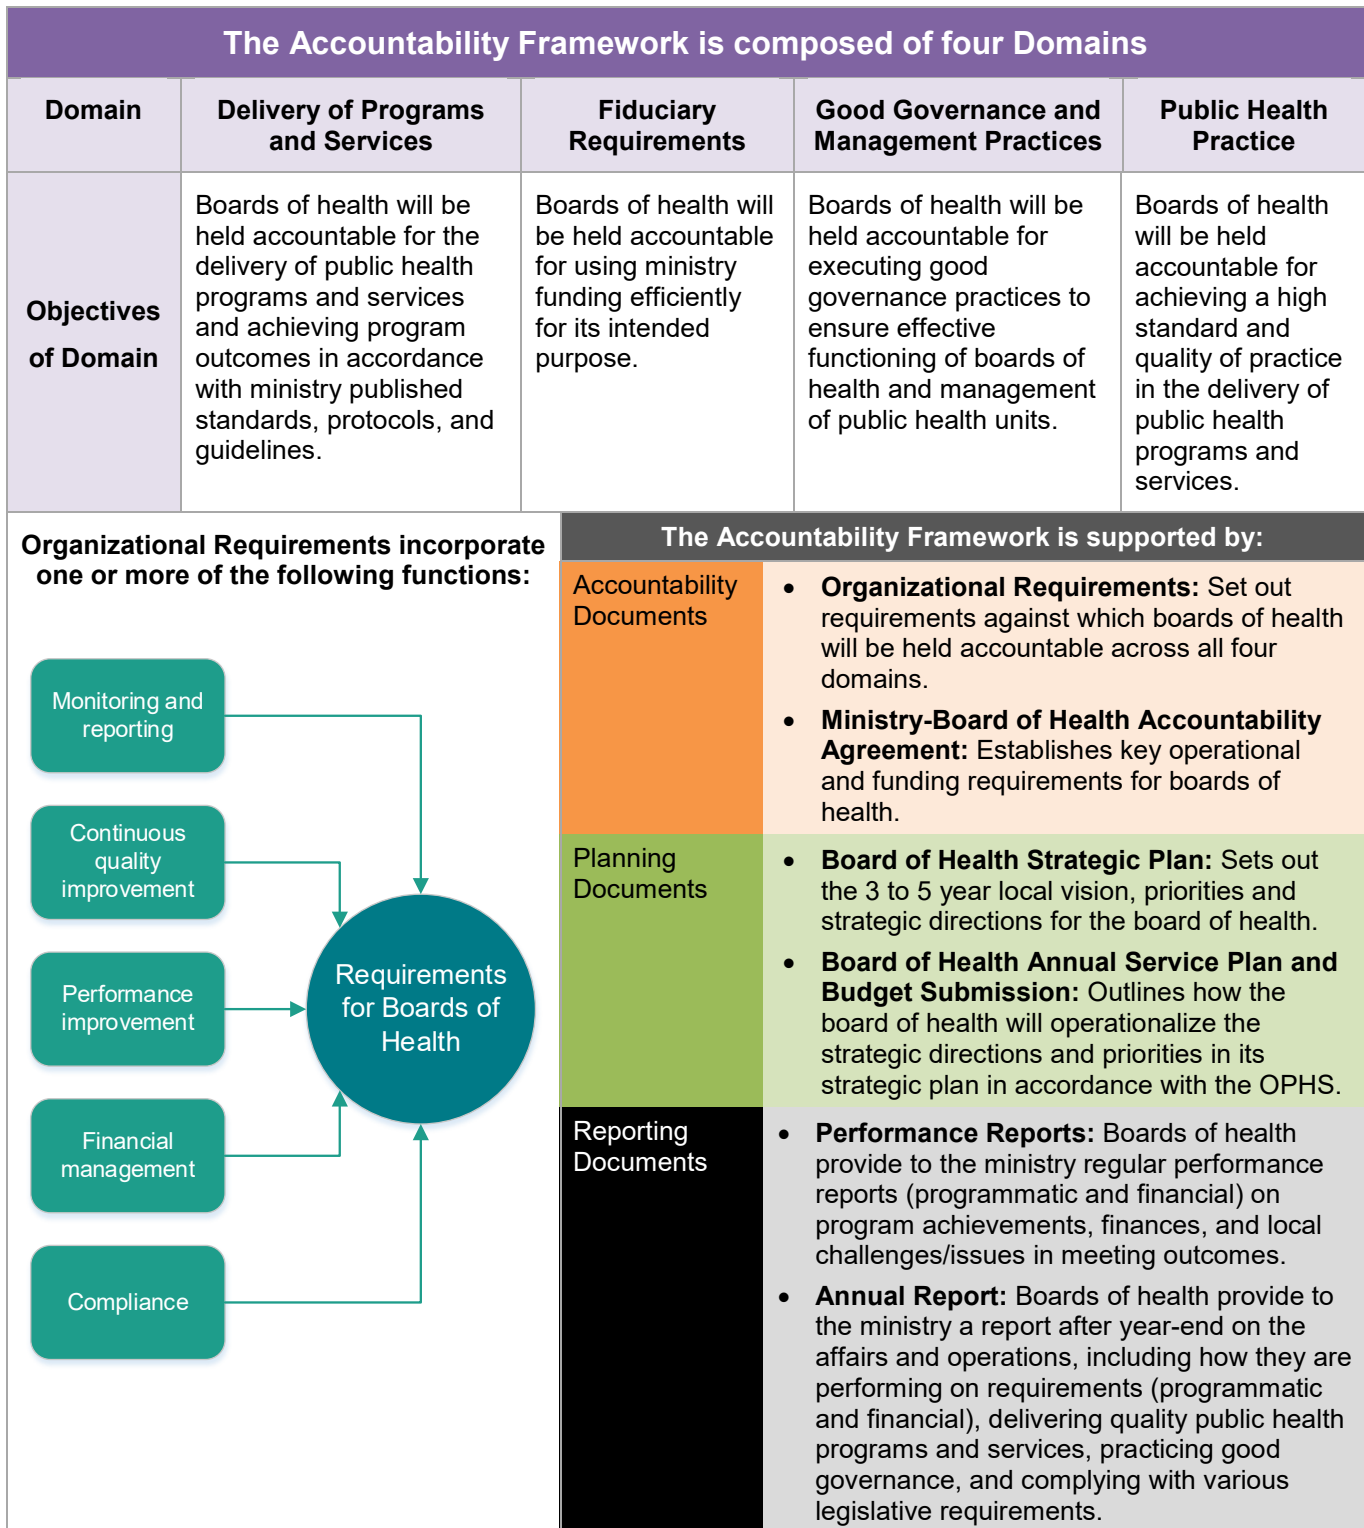 The Accountability Framework is composed of four Domains
Domain
Delivery of Programs
and Services
Fiduciary
Requirements
Good Governance and
Management Practices
Public Health
Practice
Objectives
of Domain
Boards of health will be
held accountable for the
delivery of public health
programs and services
and achieving program
outcomes in accordance
with ministry published
standards, protocols, and
guidelines.
Boards of health will
be held accountable
for using ministry
funding efficiently
for its intended
purpose.
Boards of health will be
held accountable for
executing good
governance practices to
ensure effective
functioning of boards of
health and management
of public health units.
Boards of health
will be held
accountable for
achieving a high
standard and
quality of practice
in the delivery of
public health
programs and
services.
Organizational Requirements incorporate
one or more of the following functions:
Monitoring and
reporting
Continuous
quality
improvement
Performance
improvement
Financial
management
Compliance
Requirements
for Boards of
Health
The Accountability Framework is supported by:
Accountability
Documents
• Organizational Requirements: Set out
requirements against which boards of health
will be held accountable across all four
domains.
• Ministry-Board of Health Accountability
Agreement: Establishes key operational
and funding requirements for boards of
health.
Planning
Documents
• Board of Health Strategic Plan: Sets out
the 3 to 5 year local vision, priorities and
strategic directions for the board of health.
• Board of Health Annual Service Plan and
Budget Submission: Outlines how the
board of health will operationalize the
strategic directions and priorities in its
strategic plan in accordance with the OPHS.
Reporting
Documents
• Performance Reports: Boards of health
provide to the ministry regular performance
reports (programmatic and financial) on
program achievements, finances, and local
challenges/issues in meeting outcomes.
• Annual Report: Boards of health provide to
the ministry a report after year-end on the
affairs and operations, including how they are
performing on requirements (programmatic
and financial), delivering quality public health
programs and services, practicing good
governance, and complying with various
legislative requirements.